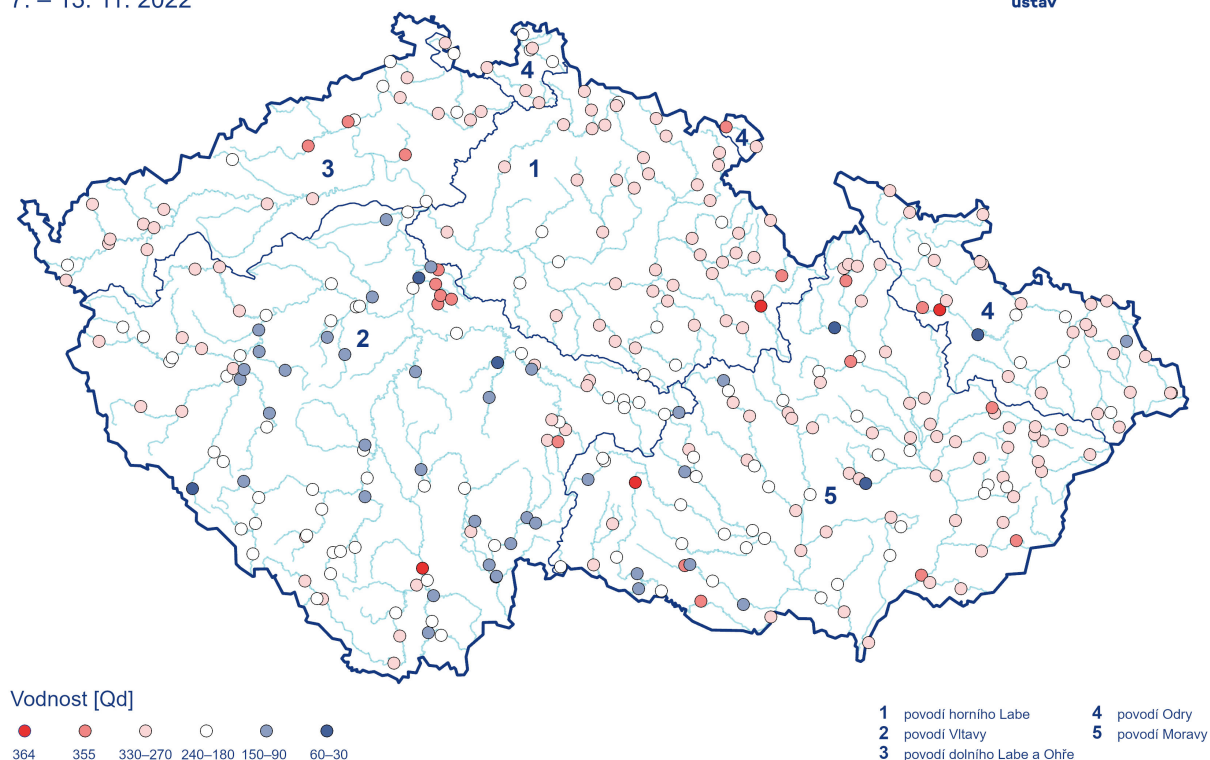 7. – 13. 11. 2022
ústav
4
4
3
1
2
4
5
Vodnost [Qd]
364 355 330–270 240–180 150–90 60–30
1 povodí horního Labe
2 povodí Vltavy
3 povodí dolního Labe a Ohře
4 povodí Odry
5 povodí Moravy